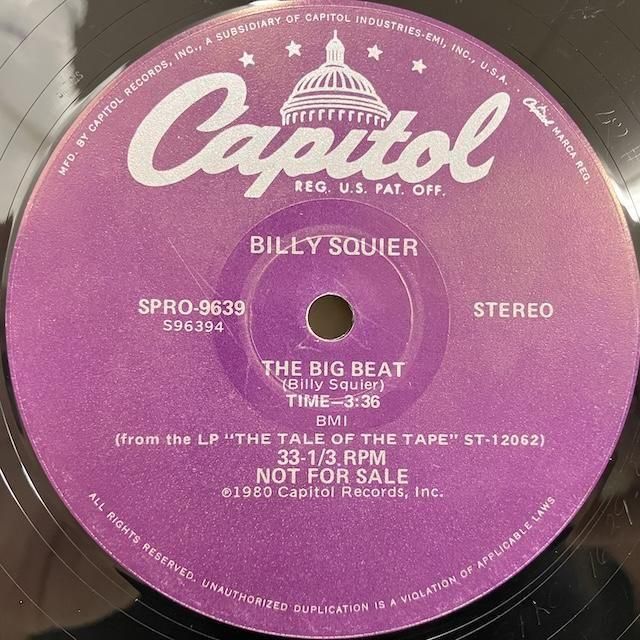 MFD. BY CAPITOL RECORDS, INC., A SUBSIDIARY OF CAPITOL INDUSTRIES-EMI, INC., U.S.A. . Capitol MARCA REG.
Capitol
REG. U.S. PAT. OFF.
BILLY SQUIER
SPRO-9639
S96394
STEREO
THE BIG BEAT
(Billy Squier)
TIME—3:36
BMI
(from the LP "THE TALE OF THE TAPE" ST-12062)
33-1/3 RPM
NOT FOR SALE
℗1980 Capitol Records, Inc.
ALL RIGHTS RESERVED. UNAUTHORIZED DUPLICATION IS A VIOLATION OF APPLICABLE LAWS